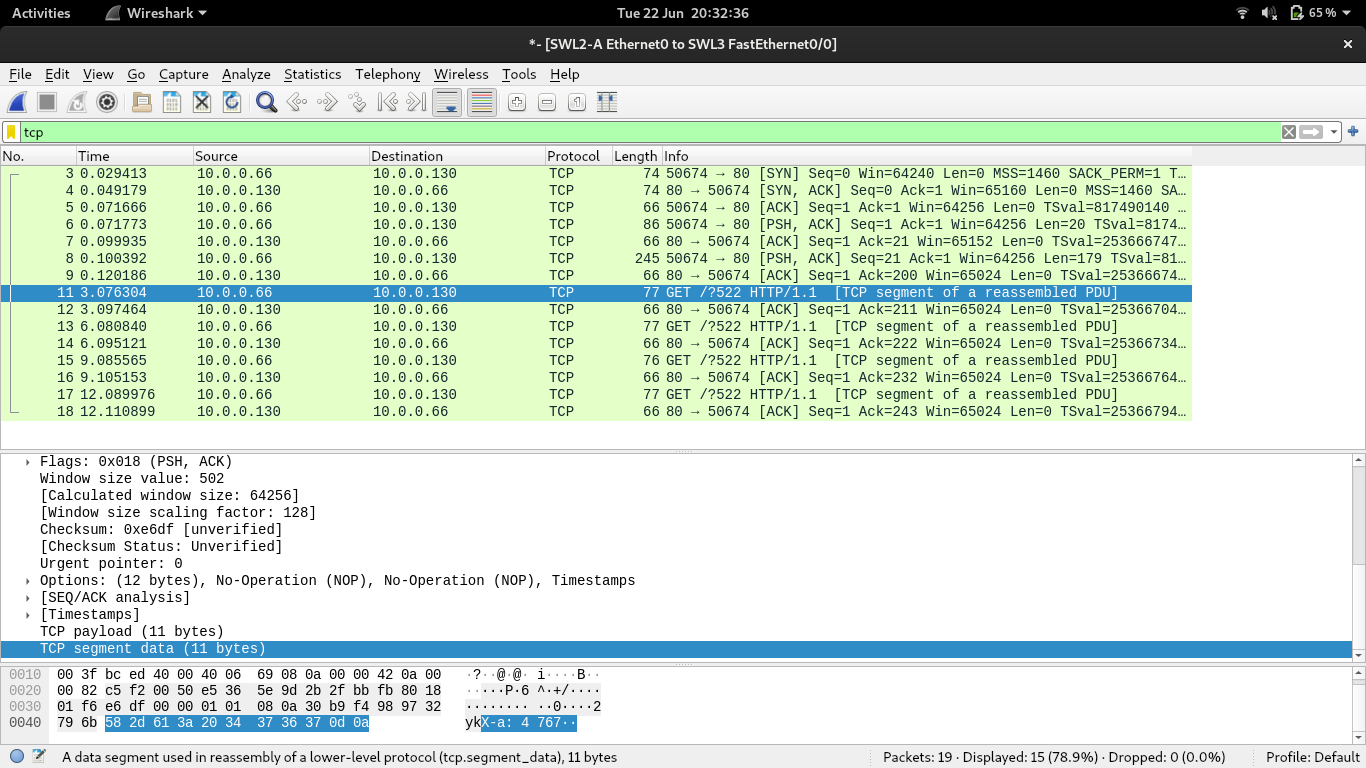 Activities Wireshark Tue 22 Jun 20:32:36 65 %
*- [SWL2-A Ethernet0 to SWL3 FastEthernet0/0]
File Edit View Go Capture Analyze Statistics Telephony Wireless Tools Help
tcp
No. Time Source Destination Protocol Length Info
3 0.029413 10.0.0.66 10.0.0.130 TCP 74 50674 → 80 [SYN] Seq=0 Win=64240 Len=0 MSS=1460 SACK_PERM=1 T…
4 0.049179 10.0.0.130 10.0.0.66 TCP 74 80 → 50674 [SYN, ACK] Seq=0 Ack=1 Win=65160 Len=0 MSS=1460 SA…
5 0.071666 10.0.0.66 10.0.0.130 TCP 66 50674 → 80 [ACK] Seq=1 Ack=1 Win=64256 Len=0 TSval=817490140 …
6 0.071773 10.0.0.66 10.0.0.130 TCP 86 50674 → 80 [PSH, ACK] Seq=1 Ack=1 Win=64256 Len=20 TSval=8174…
7 0.099935 10.0.0.130 10.0.0.66 TCP 66 80 → 50674 [ACK] Seq=1 Ack=21 Win=65152 Len=0 TSval=253666747…
8 0.100392 10.0.0.66 10.0.0.130 TCP 245 50674 → 80 [PSH, ACK] Seq=21 Ack=1 Win=64256 Len=179 TSval=81…
9 0.120186 10.0.0.130 10.0.0.66 TCP 66 80 → 50674 [ACK] Seq=1 Ack=200 Win=65024 Len=0 TSval=25366674…
11 3.076304 10.0.0.66 10.0.0.130 TCP 77 GET /?522 HTTP/1.1 [TCP segment of a reassembled PDU]
12 3.097464 10.0.0.130 10.0.0.66 TCP 66 80 → 50674 [ACK] Seq=1 Ack=211 Win=65024 Len=0 TSval=25366704…
13 6.080840 10.0.0.66 10.0.0.130 TCP 77 GET /?522 HTTP/1.1 [TCP segment of a reassembled PDU]
14 6.095121 10.0.0.130 10.0.0.66 TCP 66 80 → 50674 [ACK] Seq=1 Ack=222 Win=65024 Len=0 TSval=25366734…
15 9.085565 10.0.0.66 10.0.0.130 TCP 76 GET /?522 HTTP/1.1 [TCP segment of a reassembled PDU]
16 9.105153 10.0.0.130 10.0.0.66 TCP 66 80 → 50674 [ACK] Seq=1 Ack=232 Win=65024 Len=0 TSval=25366764…
17 12.089976 10.0.0.66 10.0.0.130 TCP 77 GET /?522 HTTP/1.1 [TCP segment of a reassembled PDU]
18 12.110899 10.0.0.130 10.0.0.66 TCP 66 80 → 50674 [ACK] Seq=1 Ack=243 Win=65024 Len=0 TSval=25366794…
Flags: 0x018 (PSH, ACK)
Window size value: 502
[Calculated window size: 64256]
[Window size scaling factor: 128]
Checksum: 0xe6df [unverified]
[Checksum Status: Unverified]
Urgent pointer: 0
Options: (12 bytes), No-Operation (NOP), No-Operation (NOP), Timestamps
[SEQ/ACK analysis]
[Timestamps]
TCP payload (11 bytes)
TCP segment data (11 bytes)
0010 00 3f bc ed 40 00 40 06 69 08 0a 00 00 42 0a 00 ·?··@·@· i····B··
0020 00 82 c5 f2 00 50 e5 36 5e 9d 2b 2f bb fb 80 18 ·····P·6 ^·+/····
0030 01 f6 e6 df 00 00 01 01 08 0a 30 b9 f4 98 97 32 ········ ··0····2
0040 79 6b 58 2d 61 3a 20 34 37 36 37 0d 0a ykX-a: 4 767··
A data segment used in reassembly of a lower-level protocol (tcp.segment_data), 11 bytes Packets: 19 · Displayed: 15 (78.9%) · Dropped: 0 (0.0%) Profile: Default